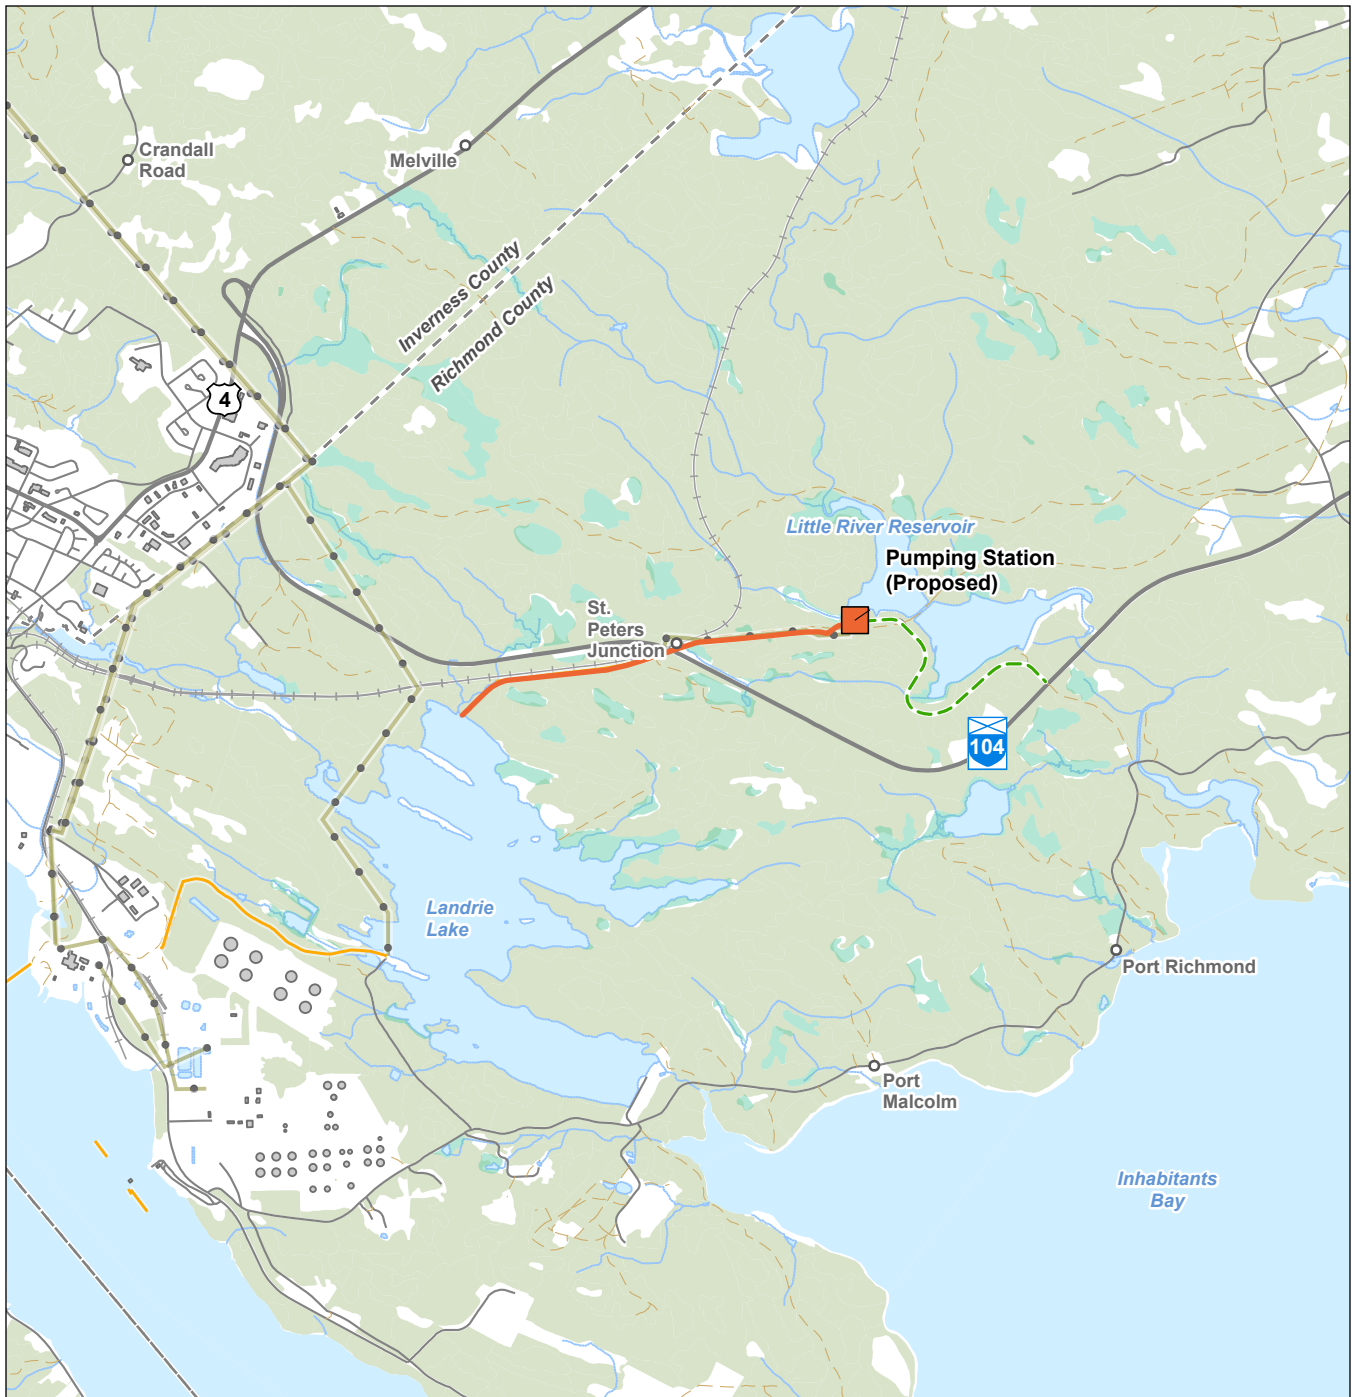 Crandall
Road
Melville
Inverness County
Richmond County
4
Little River Reservoir
Pumping Station
(Proposed)
St.
Peters
Junction
104
Landrie
Lake
Port Richmond
Port
Malcolm
Inhabitants
Bay